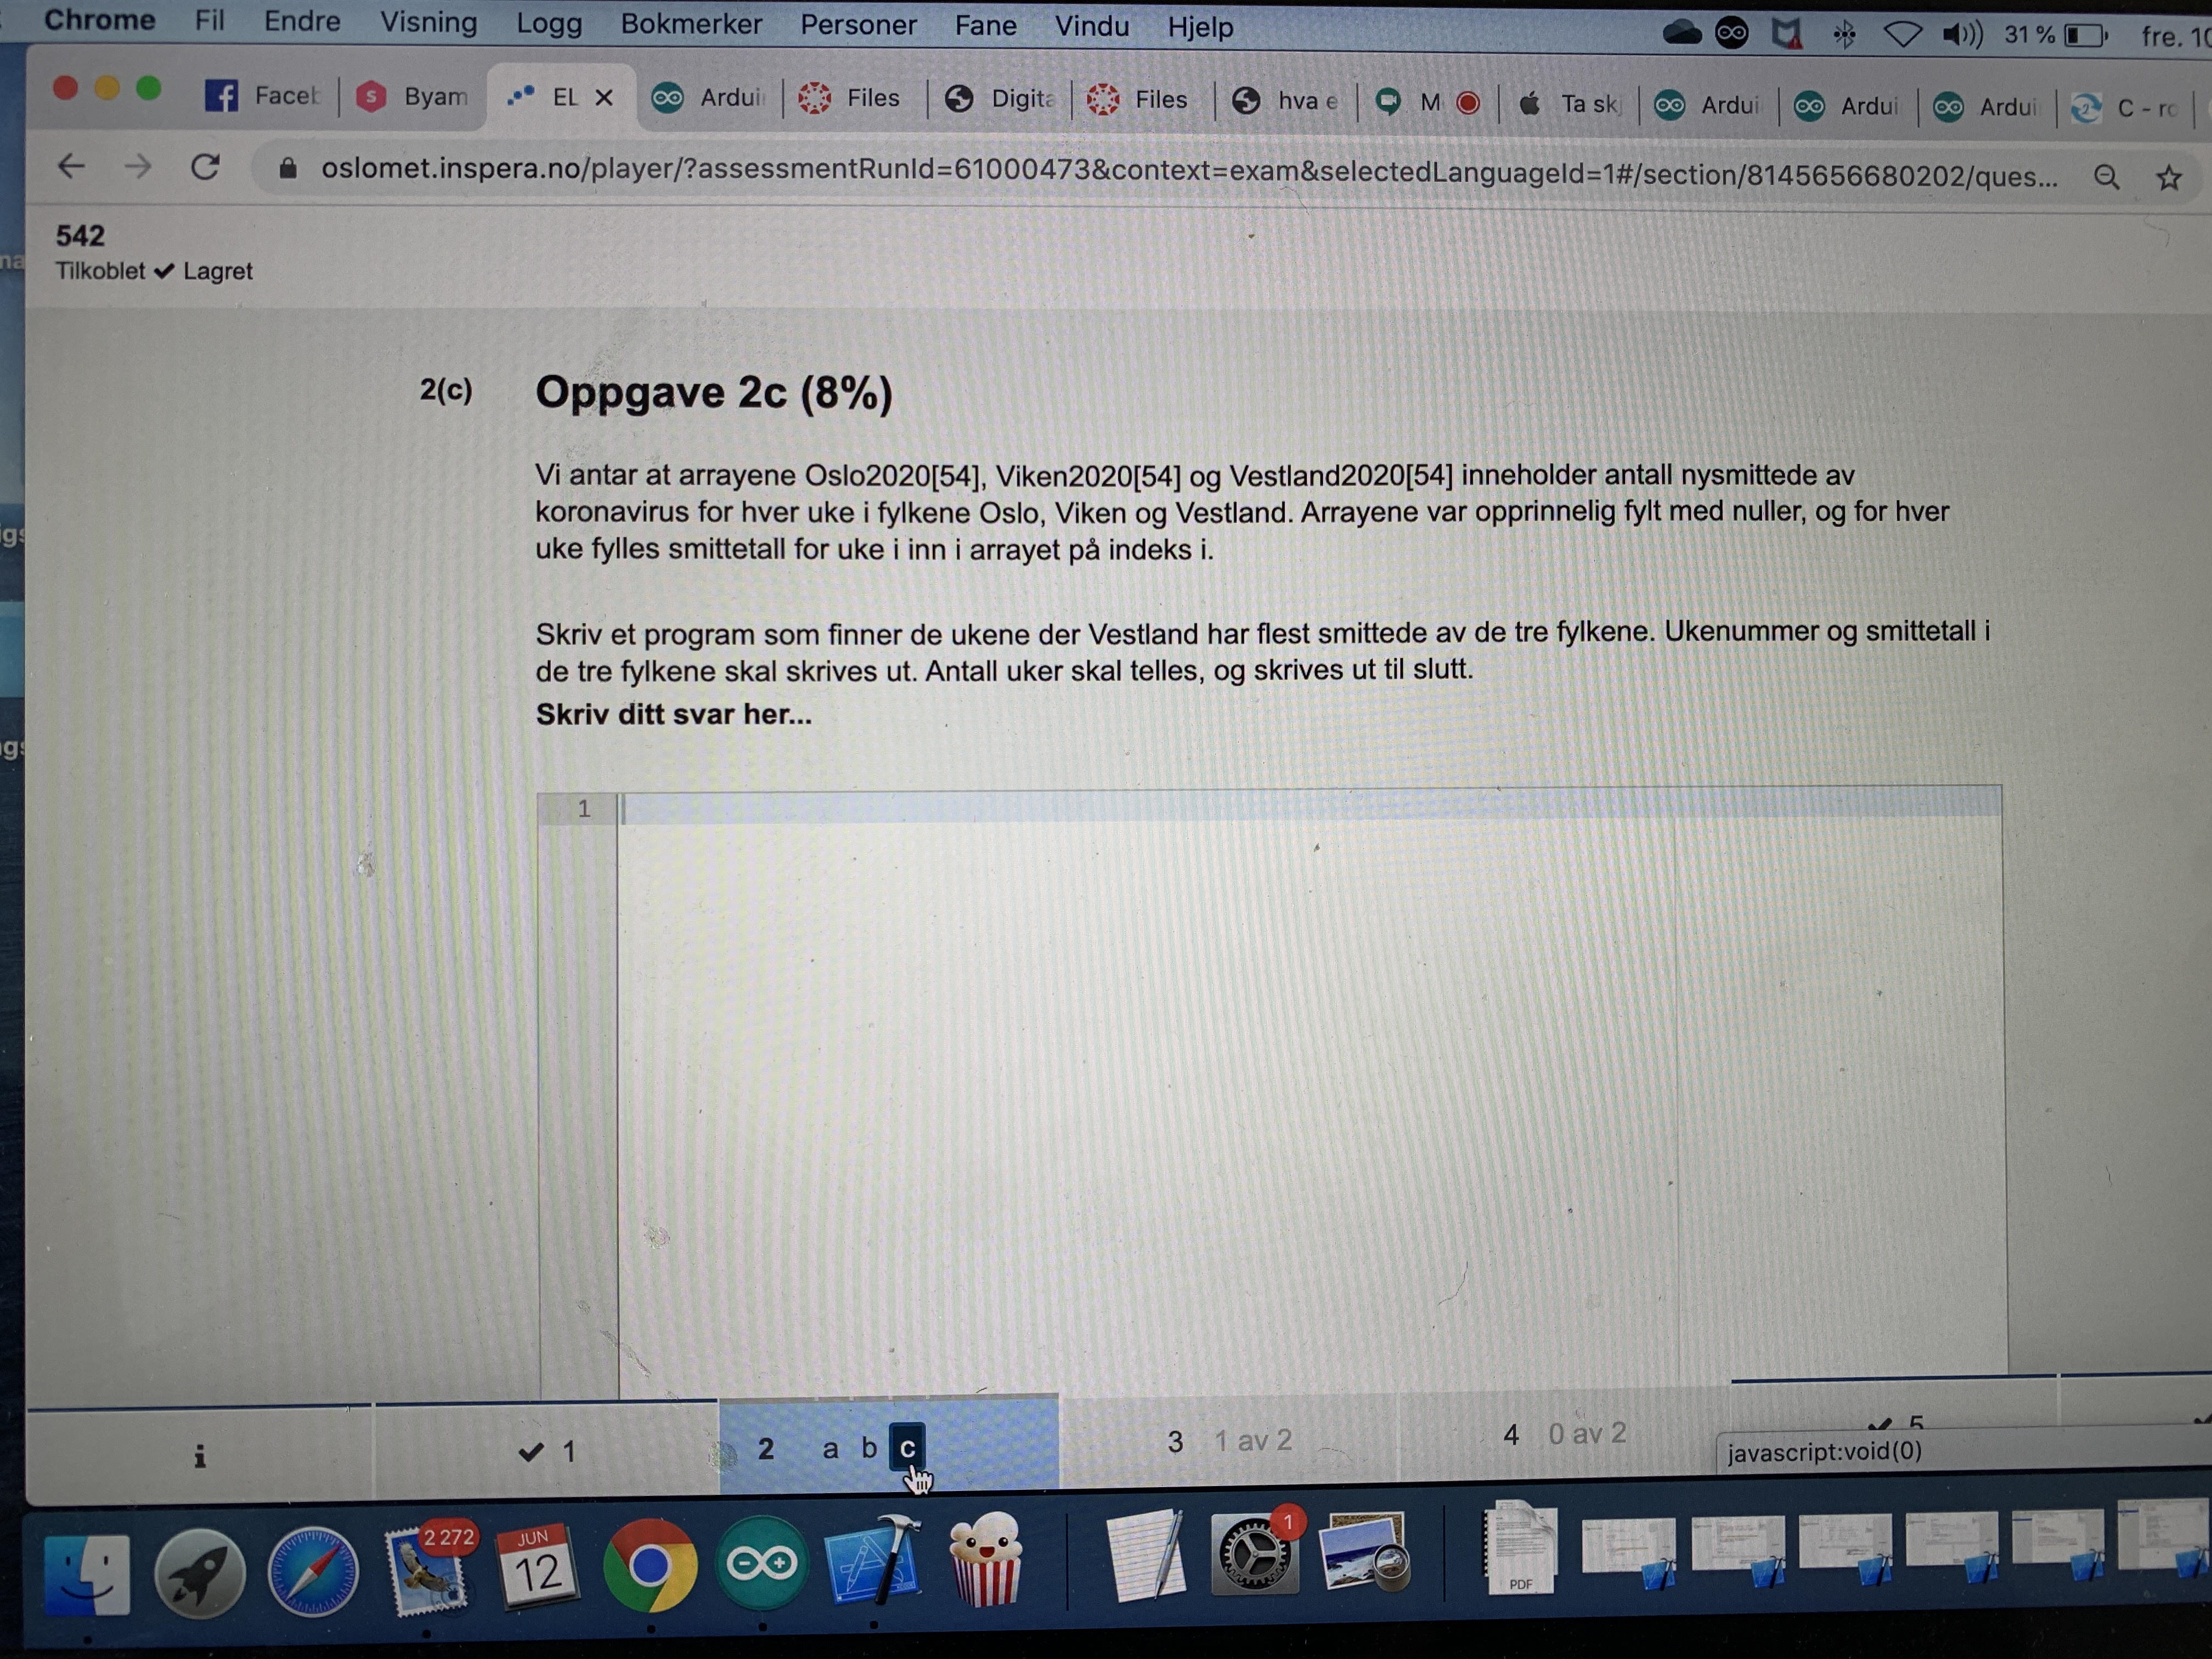 Chrome Fil Endre Visning Logg Bokmerker Personer Fane Vindu Hjelp 31 % fre. 10
Faceb Byam EL Ardui Files Digita Files hva e M Ta skj Ardui Ardui Ardui C - ro
oslomet.inspera.no/player/?assessmentRunId=61000473&context=exam&selectedLanguageId=1#/section/8145656680202/ques...
542
Tilkoblet ✓ Lagret
2(c) Oppgave 2c (8%)
Vi antar at arrayene Oslo2020[54], Viken2020[54] og Vestland2020[54] inneholder antall nysmittede av
koronavirus for hver uke i fylkene Oslo, Viken og Vestland. Arrayene var opprinnelig fylt med nuller, og for hver
uke fylles smittetall for uke i inn i arrayet på indeks i.
Skriv et program som finner de ukene der Vestland har flest smittede av de tre fylkene. Ukenummer og smittetall i
de tre fylkene skal skrives ut. Antall uker skal telles, og skrives ut til slutt.
Skriv ditt svar her...
1
i ✓ 1 2 a b c 3 1 av 2 4 0 av 2 ✓ 5
javascript:void(0)
2 272 JUN 12 1 PDF